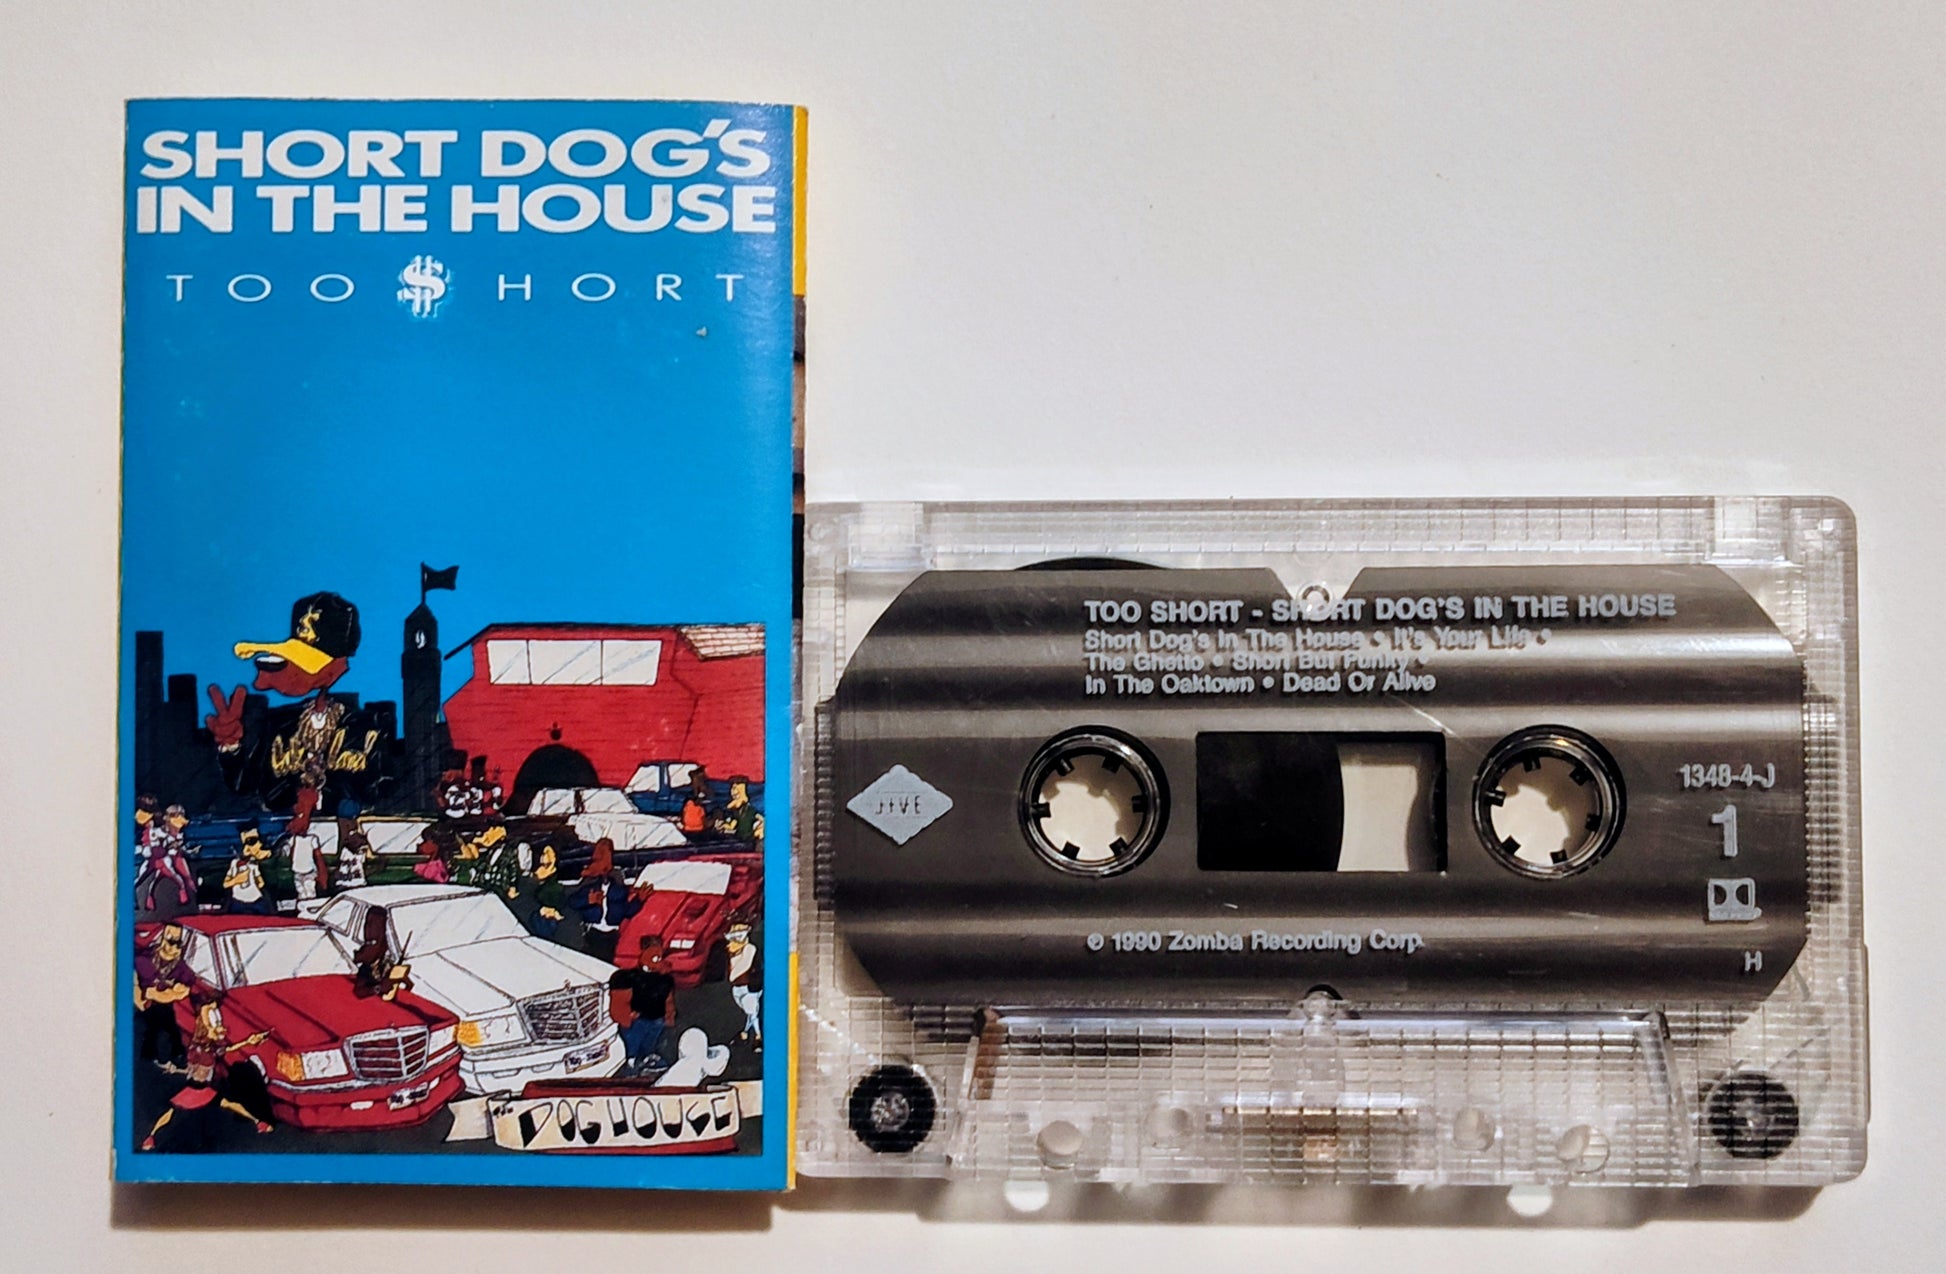 SHORT DOG'S
IN THE HOUSE
TOO $HORT
$
Oakland
DOGHOUSE
TOO SHORT - SHORT DOG'S IN THE HOUSE
Short Dog's In The House • It's Your Life •
The Ghetto • Short But Funky •
In The Oaktown • Dead Or Alive
JIVE
1348-4-J
1
℗ 1990 Zomba Recording Corp.
H